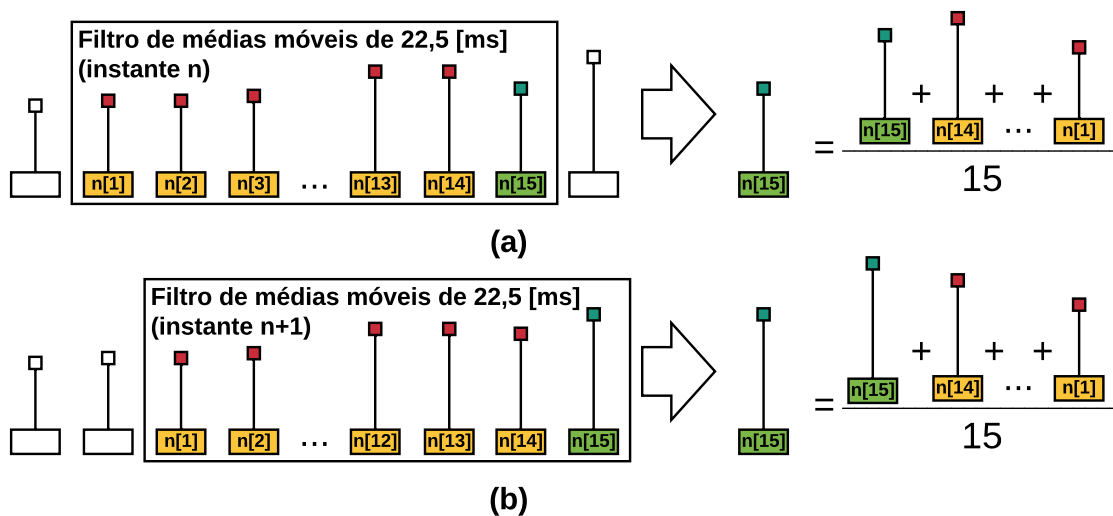 Filtro de médias móveis de 22,5 [ms]
(instante n)
n[1] n[2] n[3] ... n[13] n[14] n[15]
n[15] = n[15] + n[14] + ... + n[1]
15
(a)
Filtro de médias móveis de 22,5 [ms]
(instante n+1)
n[1] n[2] ... n[12] n[13] n[14] n[15]
n[15] = n[15] + n[14] + ... + n[1]
15
(b)